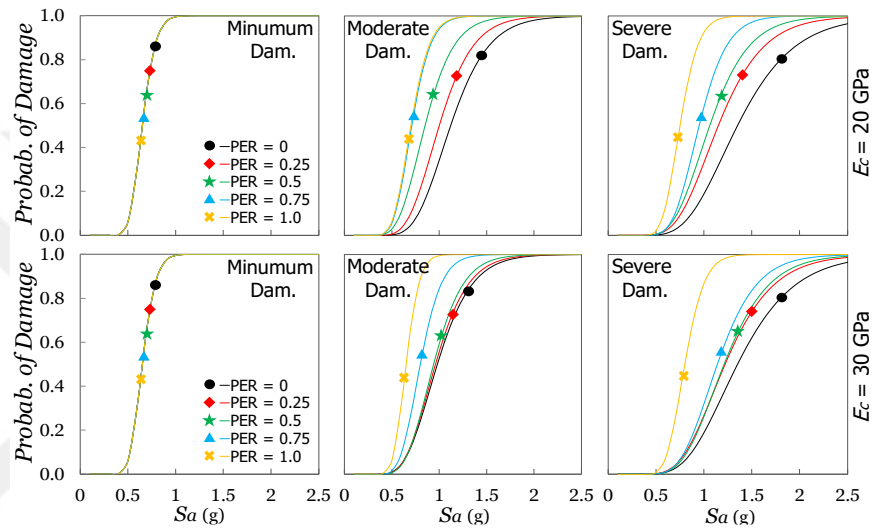 1.0
0.8
0.6
0.4
0.2
0.0
Probab. of Damage
Minumum
Dam.
—PER = 0
—PER = 0.25
—PER = 0.5
—PER = 0.75
—PER = 1.0
Moderate
Dam.
Severe
Dam.
Ec = 20 GPa
1.0
0.8
0.6
0.4
0.2
0.0
Probab. of Damage
Minumum
Dam.
—PER = 0
—PER = 0.25
—PER = 0.5
—PER = 0.75
—PER = 1.0
Moderate
Dam.
Severe
Dam.
Ec = 30 GPa
0 0.5 1 1.5 2 2.5
0 0.5 1 1.5 2 2.5
0 0.5 1 1.5 2 2.5
Sa (g)
Sa (g)
Sa (g)